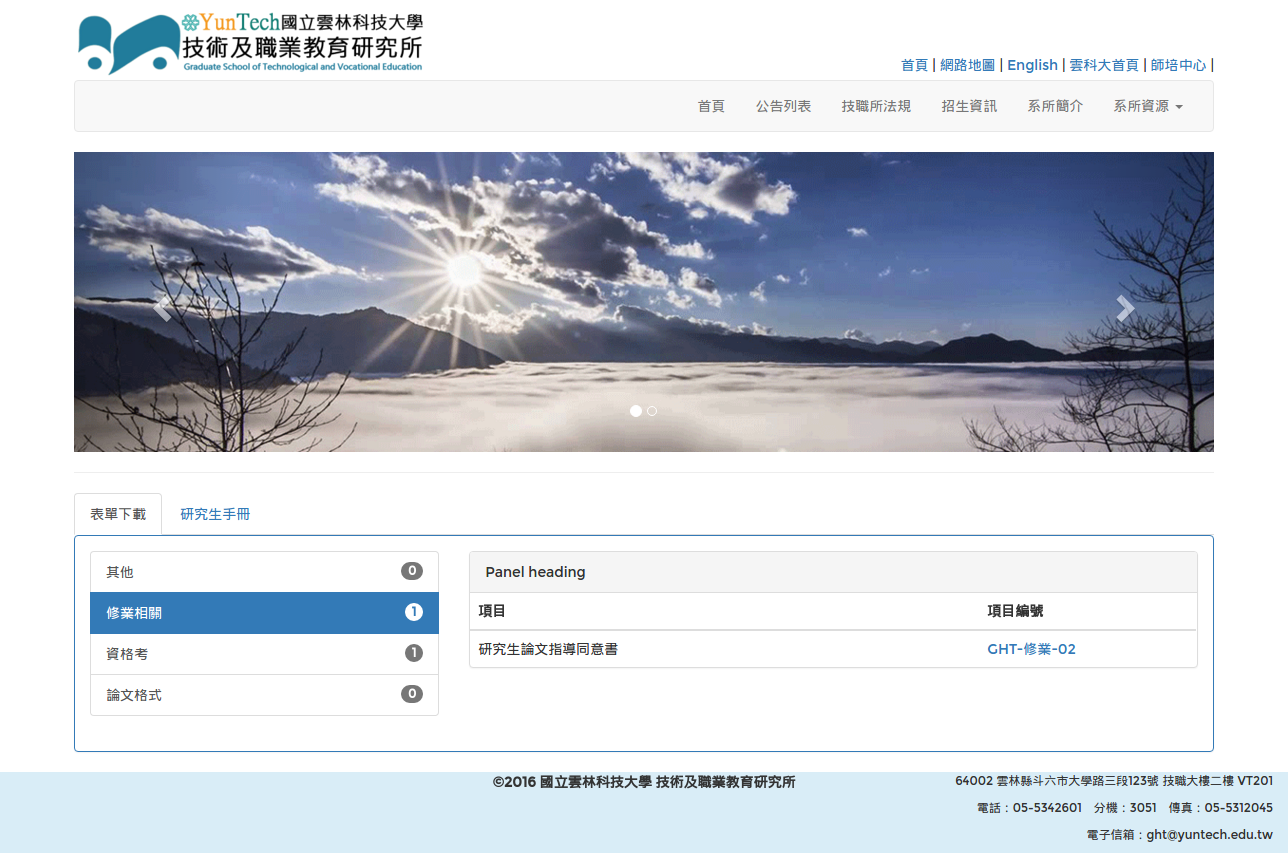 YunTech國立雲林科技大學
技術及職業教育研究所
Graduate School of Technological and Vocational Education
首頁 | 網路地圖 | English | 雲科大首頁 | 師培中心 |
首頁 公告列表 技職所法規 招生資訊 系所簡介 系所資源
表單下載 研究生手冊
其他 0
修業相關 1
資格考 1
論文格式 0
Panel heading
項目 項目編號
研究生論文指導同意書 GHT-修業-02
©2016 國立雲林科技大學 技術及職業教育研究所
64002 雲林縣斗六市大學路三段123號 技職大樓二樓 VT201
電話：05-5342601 分機：3051 傳真：05-5312045
電子信箱：ght@yuntech.edu.tw